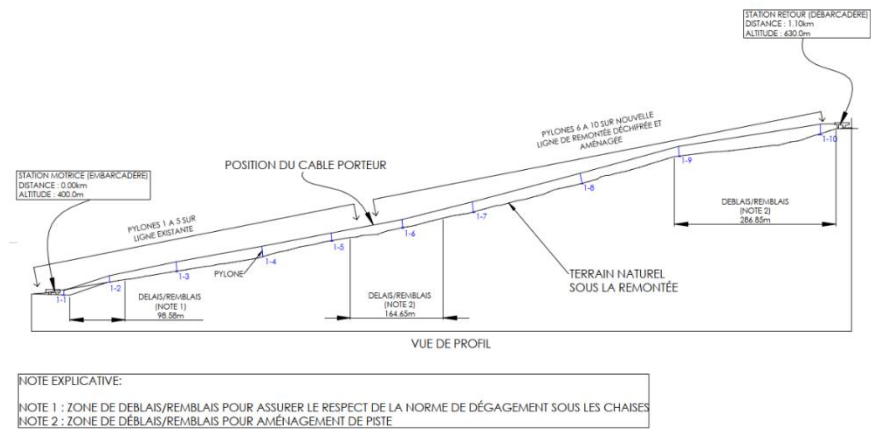 STATION RETOUR (DÉBARCADÈRE)
DISTANCE : 1.10km
ALTITUDE : 630.0m
PYLONES 6 A 10 SUR NOUVELLE
LIGNE DE REMONTÉE DÉCHIFREE ET
AMÉNAGÉE
1-10
1-9
POSITION DU CABLE PORTEUR
STATION MOTRICE (EMBARCADÈRE)
DISTANCE : 0.00km
ALTITUDE : 400.0m
1-8
PYLONES 1 A 5 SUR
LIGNE EXISTANTE
1-7
DEBLAIS/REMBLAIS
(NOTE 2)
286.85m
1-6
1-5
1-4
PYLONE
1-3
TERRAIN NATUREL
SOUS LA REMONTÉE
1-2
1-1
DELAIS/REMBLAIS
(NOTE 1)
98.58m
DELAIS/REMBLAIS
(NOTE 2)
164.65m
VUE DE PROFIL
NOTE EXPLICATIVE:
NOTE 1 : ZONE DE DEBLAIS/REMBLAIS POUR ASSURER LE RESPECT DE LA NORME DE DÉGAGEMENT SOUS LES CHAISES
NOTE 2 : ZONE DE DÉBLAIS/REMBLAIS POUR AMÉNAGEMENT DE PISTE